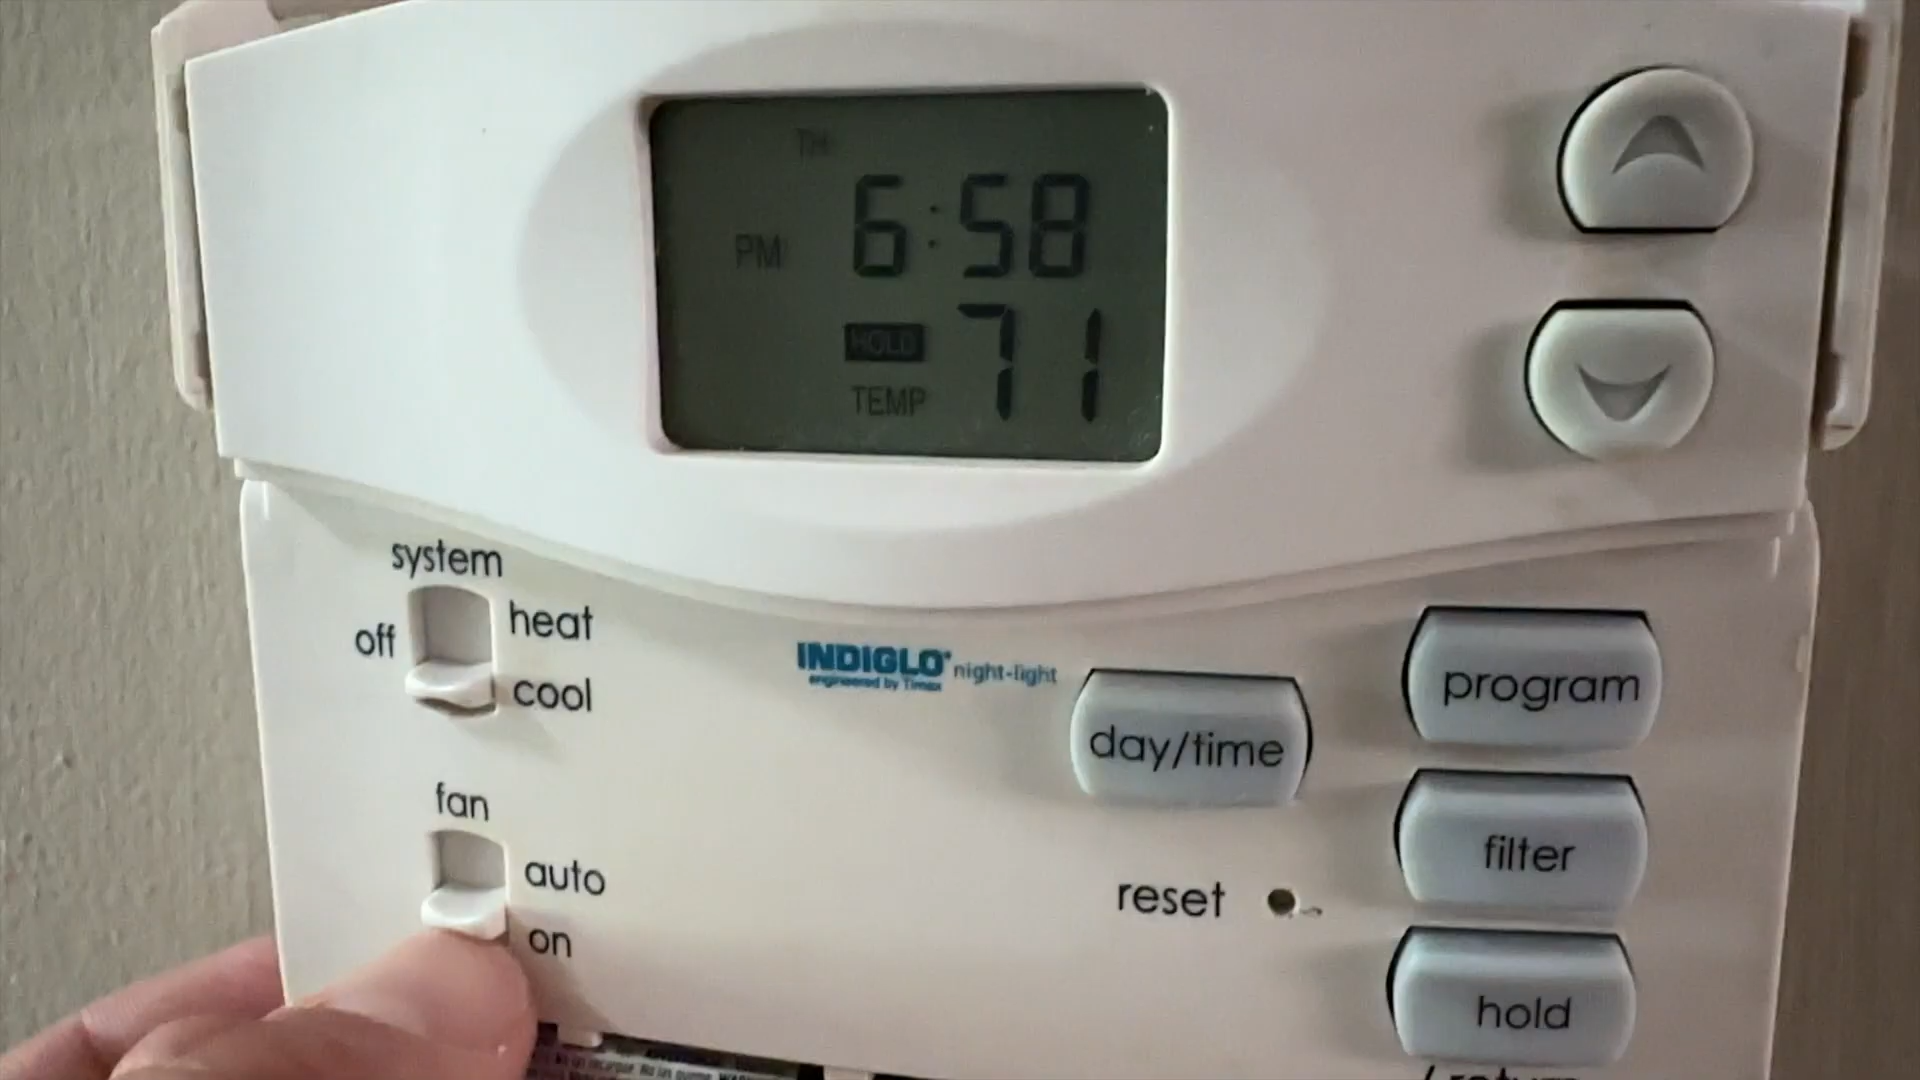 TH
PM 6:58
HOLD 71
TEMP
system
off heat
cool
fan
auto
on
INDIGLO® night-light
engineered by Timex
day/time
program
filter
reset
hold